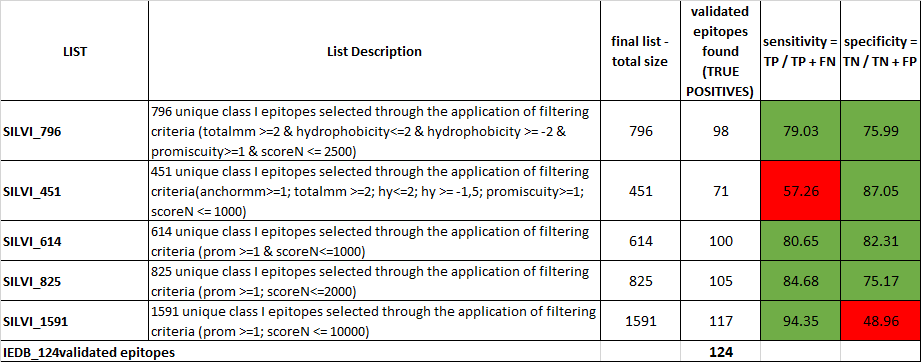 LIST
List Description
final list -
total size
validated
epitopes
found
(TRUE
POSITIVES)
sensitivity =
TP / TP + FN
specificity =
TN / TN + FP
SILVI_796
796 unique class I epitopes selected through the application of filtering
criteria (totalmm >=2 & hydrophobicity<=2 & hydrophobicity >= -2 &
promiscuity>=1 & scoreN <= 2500)
796
98
79.03
75.99
SILVI_451
451 unique class I epitopes selected through the application of filtering
criteria(anchormm>=1; totalmm >=2; hy<=2; hy >= -1,5; promiscuity>=1;
scoreN <= 1000)
451
71
57.26
87.05
SILVI_614
614 unique class I epitopes selected through the application of filtering
criteria (prom >=1 & scoreN<=1000)
614
100
80.65
82.31
SILVI_825
825 unique class I epitopes selected through the application of filtering
criteria (prom >=1; scoreN<=2000)
825
105
84.68
75.17
SILVI_1591
1591 unique class I epitopes selected through the application of filtering
criteria (prom >=1; scoreN <= 10000)
1591
117
94.35
48.96
IEDB_124validated epitopes
124